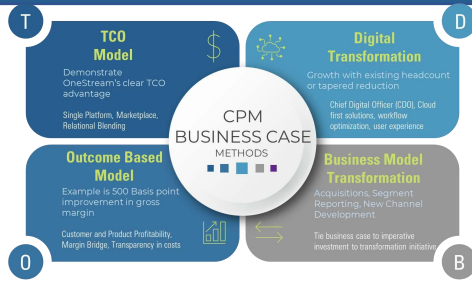 T
TCO
Model
Demonstrate
OneStream's clear TCO
advantage
Single Platform, Marketplace,
Relational Blending
$
D
Digital
Transformation
Growth with existing headcount
or tapered reduction
Chief Digital Officer (CDO), Cloud
first solutions, workflow
optimization, user experience
CPM
BUSINESS CASE
METHODS
O
Outcome Based
Model
Example is 500 Basis point
improvement in gross
margin
Customer and Product Profitability,
Margin Bridge, Transparency in costs
B
Business Model
Transformation
Acquisitions, Segment
Reporting, New Channel
Development
Tie business case to imperative
investment to transformation initiative